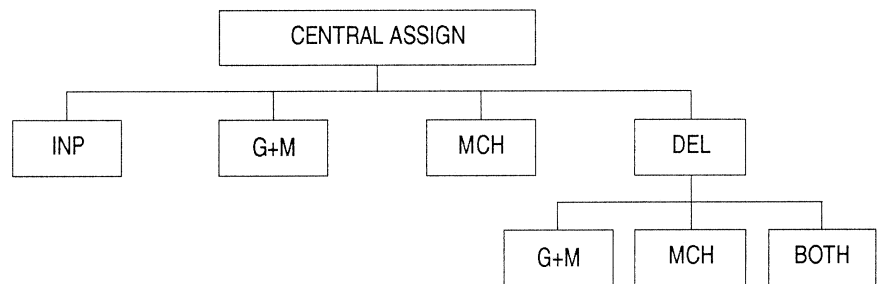 CENTRAL ASSIGN
INP
G+M
MCH
DEL
G+M
MCH
BOTH